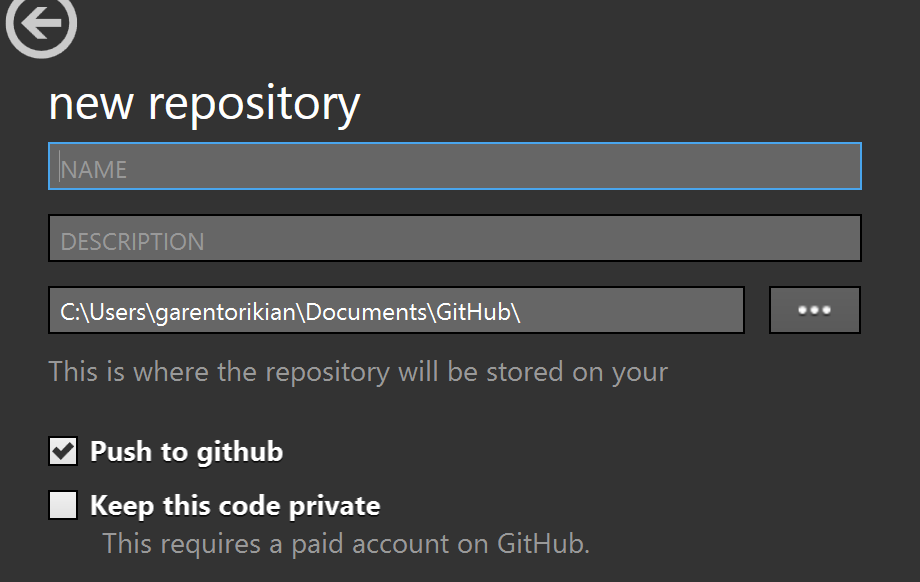 new repository
NAME
DESCRIPTION
C:\Users\garentorikian\Documents\GitHub\
This is where the repository will be stored on your
Push to github
Keep this code private
This requires a paid account on GitHub.